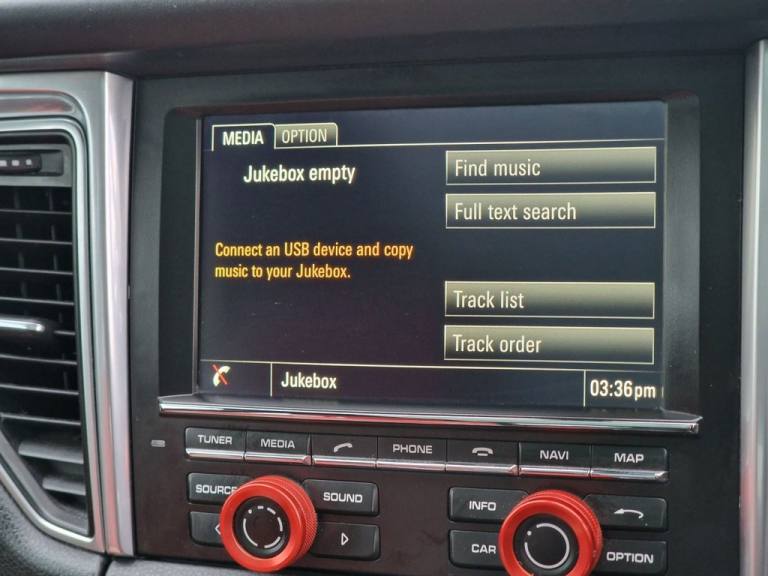 MEDIA OPTION
Jukebox empty
Find music
Full text search
Connect an USB device and copy
music to your Jukebox.
Track list
Track order
Jukebox
03:36pm
TUNER MEDIA PHONE NAVI MAP
SOURCE SOUND INFO
CAR OPTION